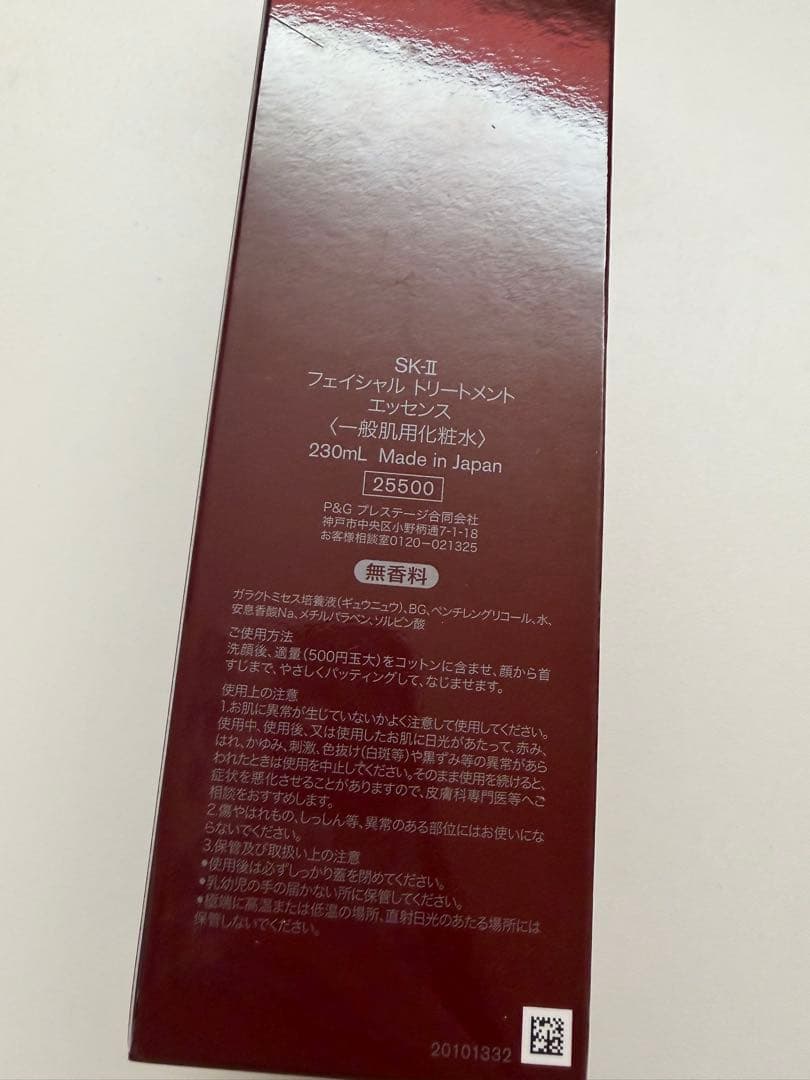 SK-Ⅱ
フェイシャル トリートメント
エッセンス
〈一般肌用化粧水〉
230mL Made in Japan
25500
P&G プレステージ合同会社
神戸市中央区小野柄通7-1-18
お客様相談室0120-021325
無香料
ガラクトミセス培養液(ギュウニュウ)、BG、ペンチレングリコール、水、
安息香酸Na、メチルパラベン、ソルビン酸
ご使用方法
洗顔後、適量(500円玉大)をコットンに含ませ、顔から首
すじまで、やさしくパッティングして、なじませます。
使用上の注意
1.お肌に異常が生じていないかよく注意して使用してください。
使用中、使用後、又は使用したお肌に日光があたって、赤み、
はれ、かゆみ、刺激、色抜け(白斑等)や黒ずみ等の異常があら
われたときは使用を中止してください。そのまま使用を続けると、
症状を悪化させることがありますので、皮膚科専門医等へご
相談をおすすめします。
2.傷やはれもの、しっしん等、異常のある部位にはお使いにな
らないでください。
3.保管及び取扱い上の注意
●使用後は必ずしっかり蓋を閉めてください。
●乳幼児の手の届かない所に保管してください。
●極端に高温または低温の場所、直射日光のあたる場所には
保管しないでください。
20101332